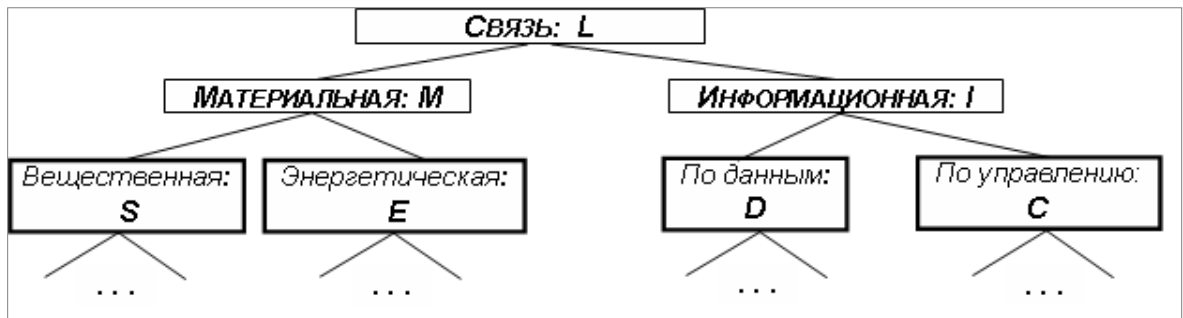 Связь: L
Материальная: M
Информационная: I
Вещественная:
S
Энергетическая:
E
По данным:
D
По управлению:
C
. . .
. . .
. . .
. . .